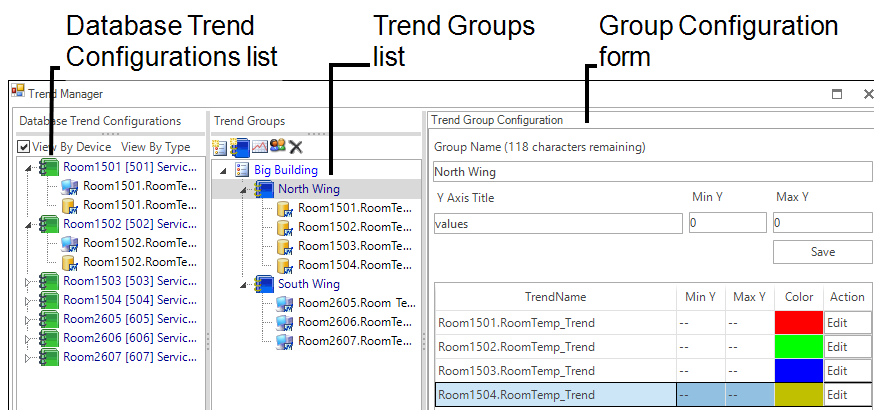 Database Trend
Configurations list
Trend Groups
list
Group Configuration
form
Trend Manager
Database Trend Configurations
View By Device View By Type
Room1501 [501] Servic...
Room1501.RoomTe...
Room1501.RoomTe...
Room1502 [502] Servic...
Room1502.RoomTe...
Room1502.RoomTe...
Room1503 [503] Servic...
Room1504 [504] Servic...
Room2605 [605] Servic...
Room2606 [606] Servic...
Room2607 [607] Servic...
Trend Groups
Big Building
North Wing
Room1501.RoomTe...
Room1502.RoomTe...
Room1503.RoomTe...
Room1504.RoomTe...
South Wing
Room2605.Room Te...
Room2606.RoomTe...
Room2607.RoomTe...
Trend Group Configuration
Group Name (118 characters remaining)
North Wing
Y Axis Title Min Y Max Y
values 0 0
Save
TrendName Min Y Max Y Color Action
Room1501.RoomTemp_Trend -- -- Edit
Room1502.RoomTemp_Trend -- -- Edit
Room1503.RoomTemp_Trend -- -- Edit
Room1504.RoomTemp_Trend -- -- Edit